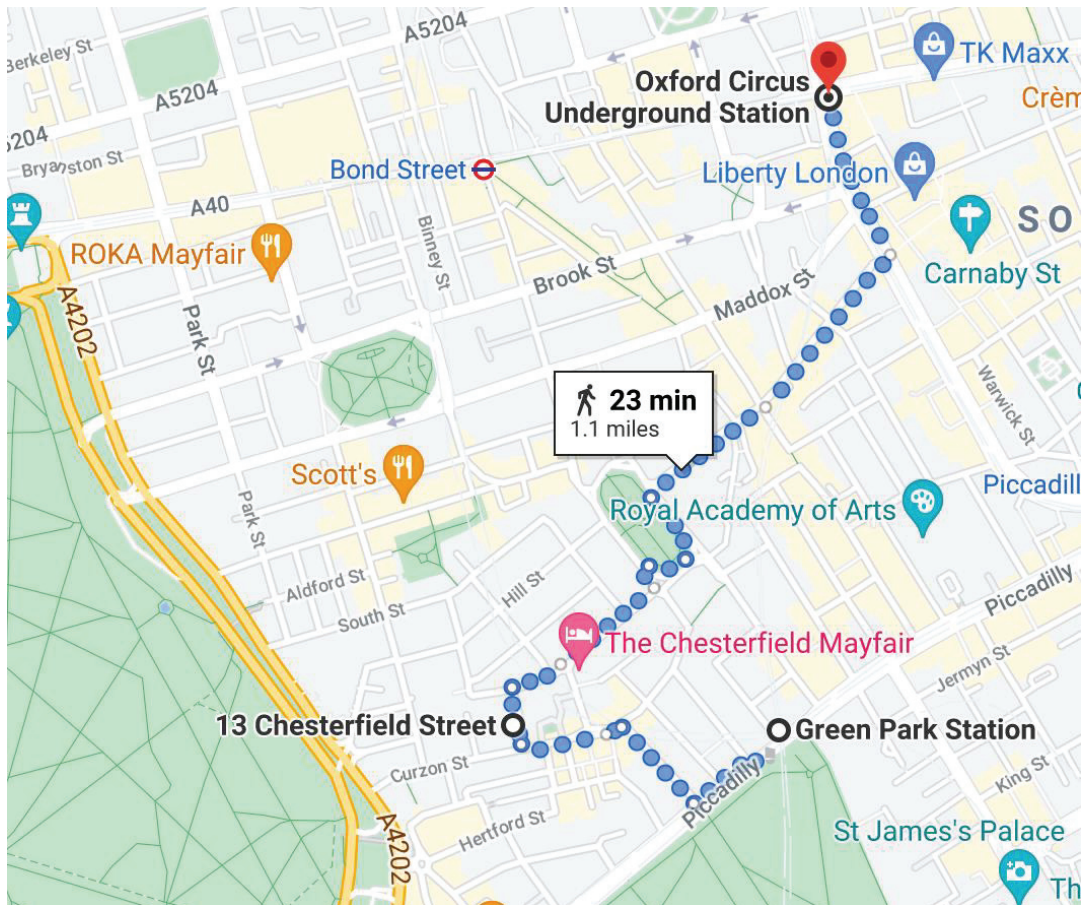 Berkeley St
A5204
TK Maxx
Oxford Circus
Underground Station
A5204
Crèm
5204
Bryanston St
Bond Street
Liberty London
A40
Binney St
SO
ROKA Mayfair
Carnaby St
Brook St
Maddox St
A4202
Park St
23 min
1.1 miles
Warwick St
Scott's
Piccadill
Royal Academy of Arts
Park St
Aldford St
Hill St
Piccadilly
South St
The Chesterfield Mayfair
Jermyn St
13 Chesterfield Street
Green Park Station
Curzon St
Piccadilly
King St
Hertford St
A4202
St James's Palace
Th